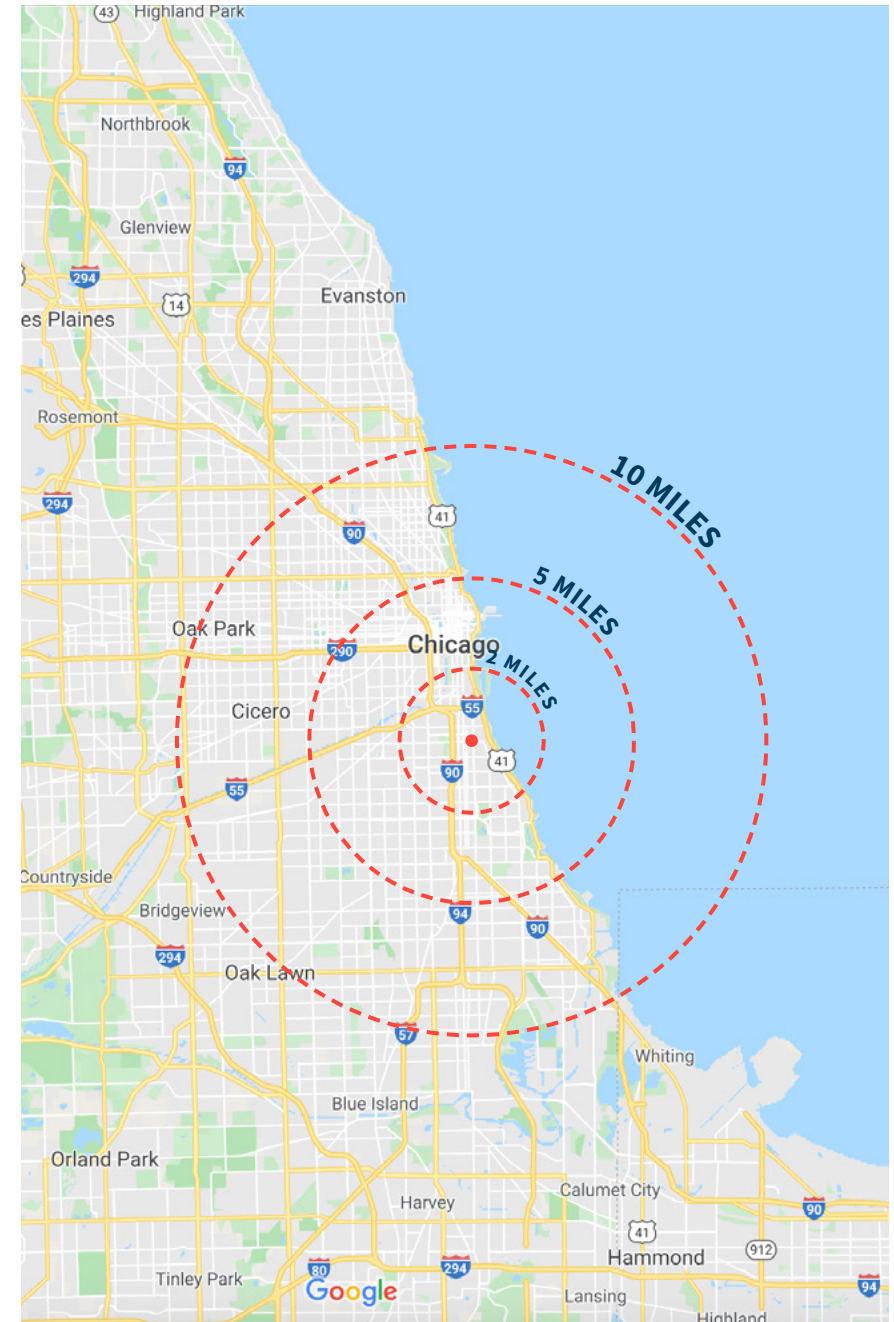 43
Highland Park
Northbrook
94
Glenview
294
14
Evanston
es Plaines
Rosemont
294
10 MILES
41
90
5 MILES
Oak Park
290
Chicago
2 MILES
Cicero
55
41
90
55
Countryside
Bridgeview
94
90
294
Oak Lawn
57
Whiting
Blue Island
Orland Park
Calumet City
Harvey
90
41
Hammond
912
80
294
Tinley Park
Google
94
Lansing
Highland